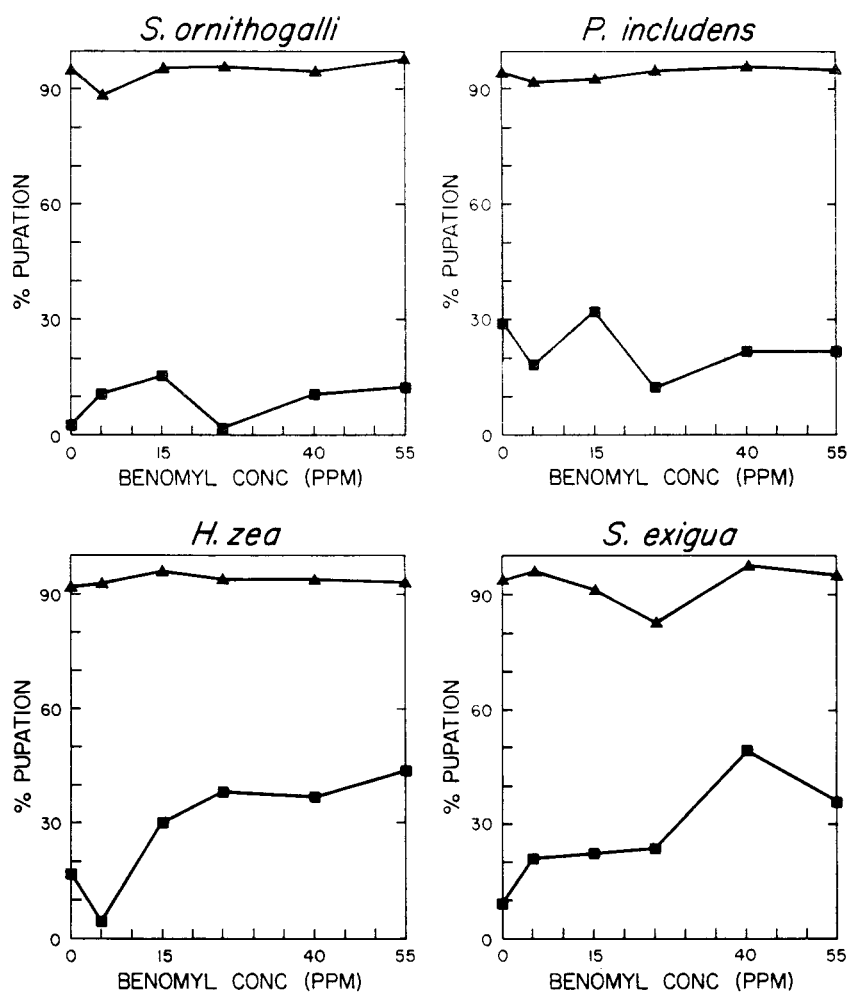 S. ornithogalli
90
60
30
0
% PUPATION
0 15 40 55
BENOMYL CONC (PPM)
P. includens
90
60
30
0
% PUPATION
0 15 40 55
BENOMYL CONC (PPM)
H. zea
90
60
30
0
% PUPATION
0 15 40 55
BENOMYL CONC (PPM)
S. exigua
90
60
30
0
% PUPATION
0 15 40 55
BENOMYL CONC (PPM)